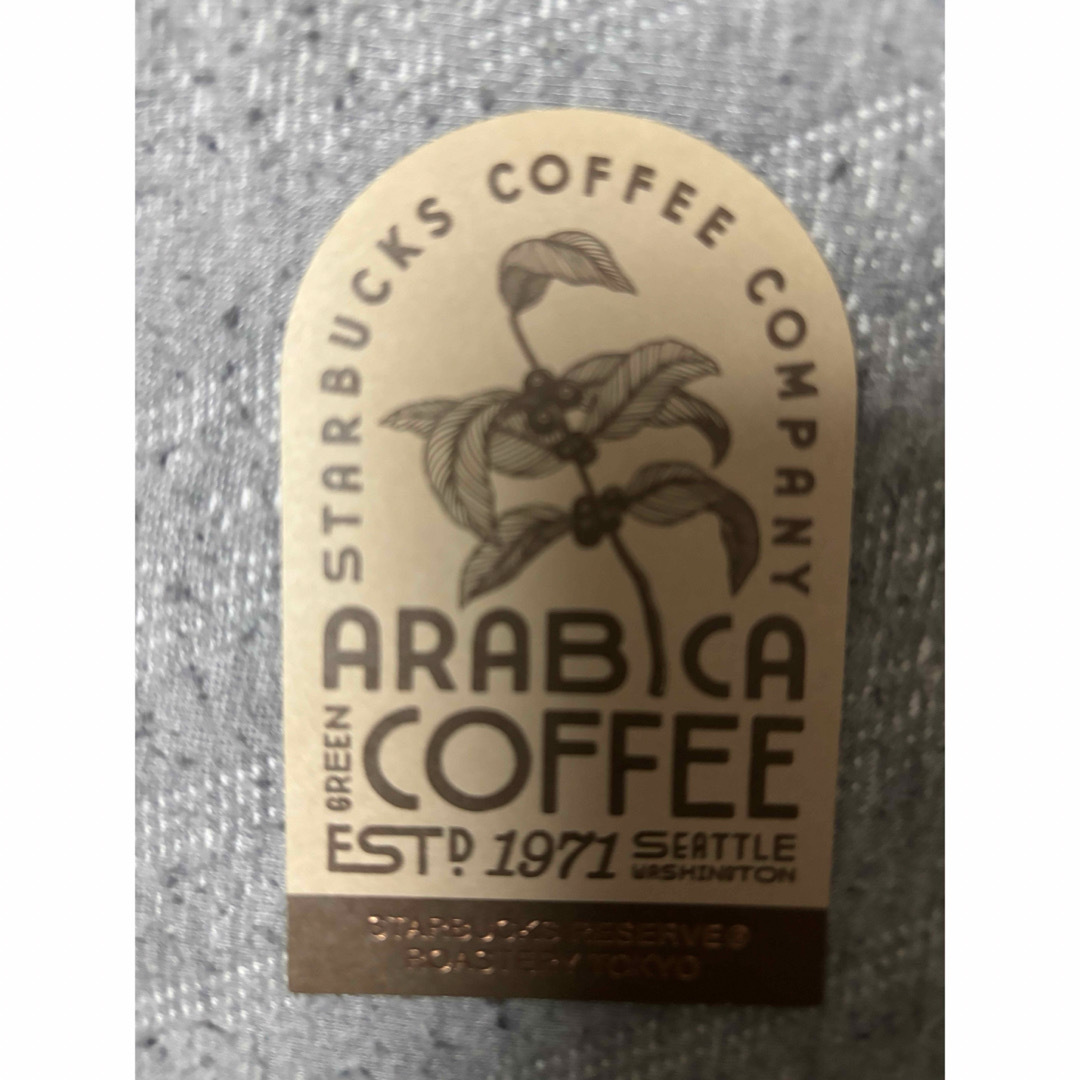 STARBUCKS COFFEE COMPANY
ARABICA
GREEN
COFFEE
ESTD. 1971 SEATTLE
WASHINGTON
STARBUCKS RESERVE®
ROASTERY TOKYO